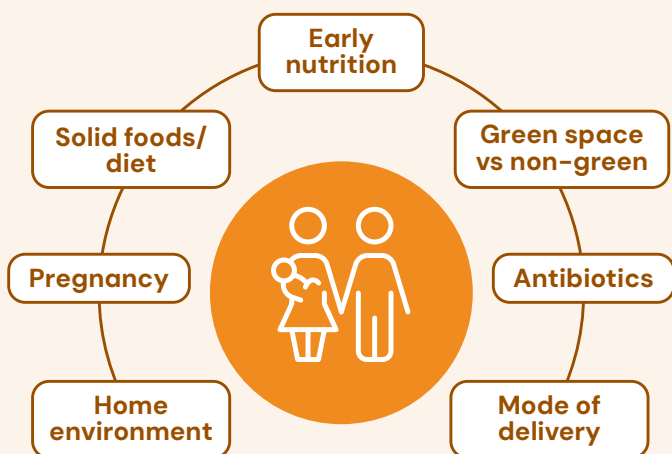 Early
nutrition
Solid foods/
diet
Green space
vs non-green
Pregnancy
Antibiotics
Home
environment
Mode of
delivery